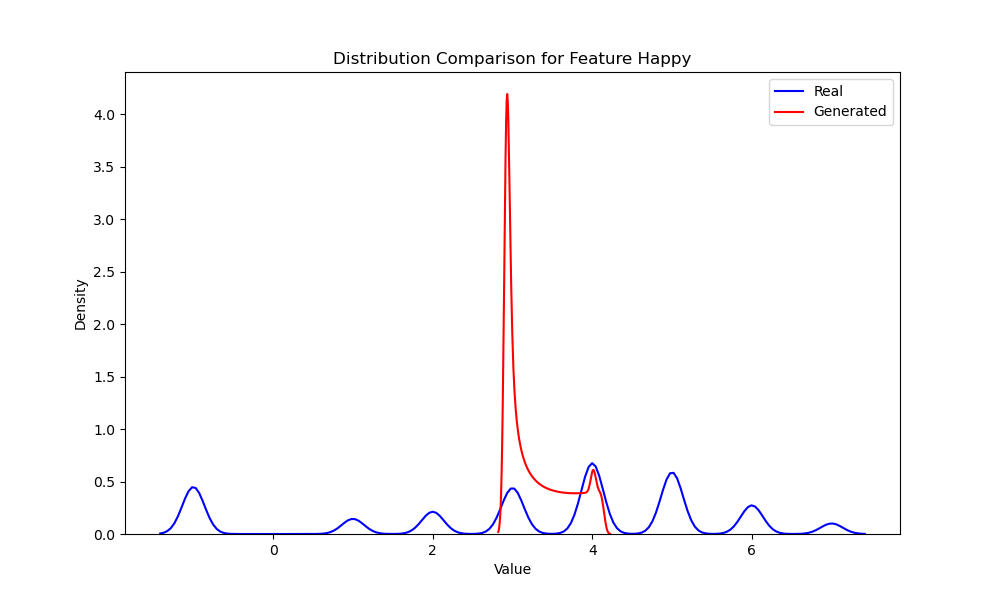 Distribution Comparison for Feature Happy
Real
Generated
4.0
3.5
3.0
2.5
2.0
1.5
1.0
0.5
0.0
Density
0 2 4 6
Value